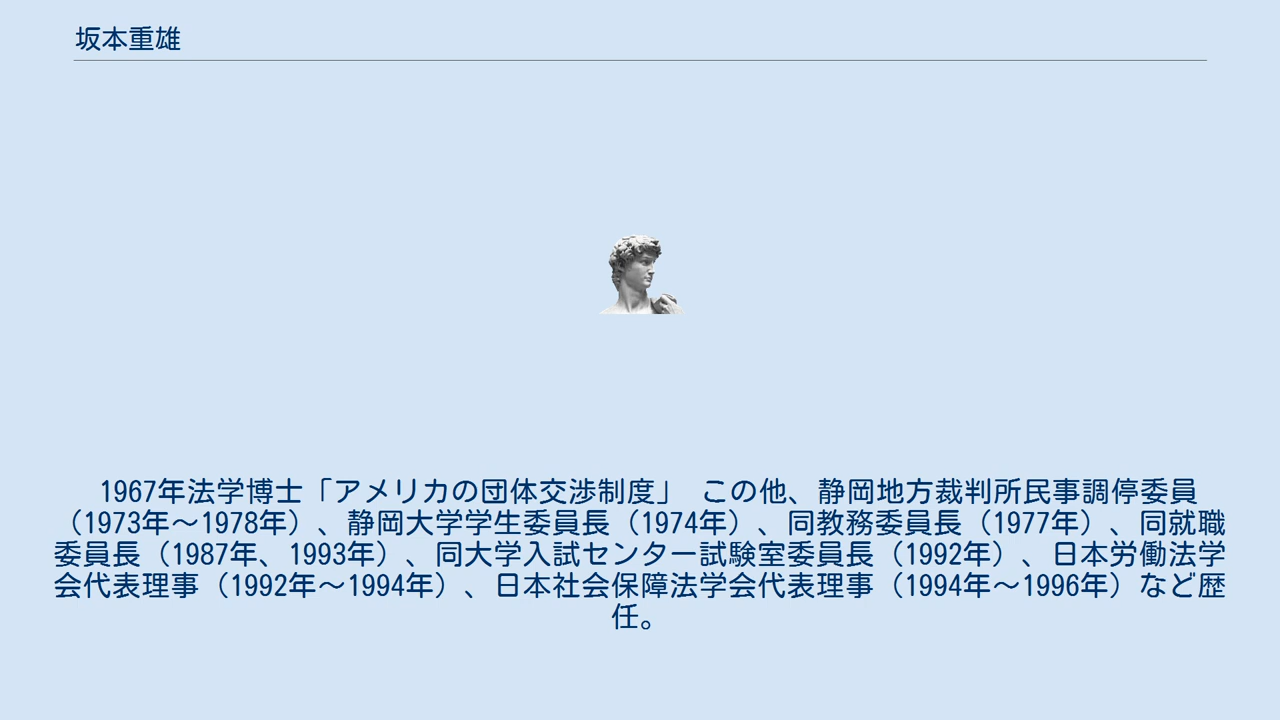 坂本重雄
1967年法学博士「アメリカの団体交渉制度」 この他、静岡地方裁判所民事調停委員
（1973年～1978年）、静岡大学学生委員長（1974年）、同教務委員長（1977年）、同就職
委員長（1987年、1993年）、同大学入試センター試験室委員長（1992年）、日本労働法学
会代表理事（1992年～1994年）、日本社会保障法学会代表理事（1994年～1996年）など歴
任。